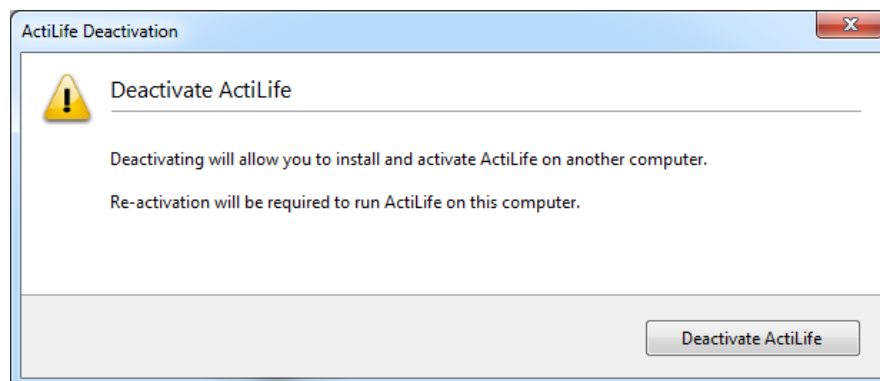 ActiLife Deactivation
Deactivate ActiLife
Deactivating will allow you to install and activate ActiLife on another computer.
Re-activation will be required to run ActiLife on this computer.
Deactivate ActiLife